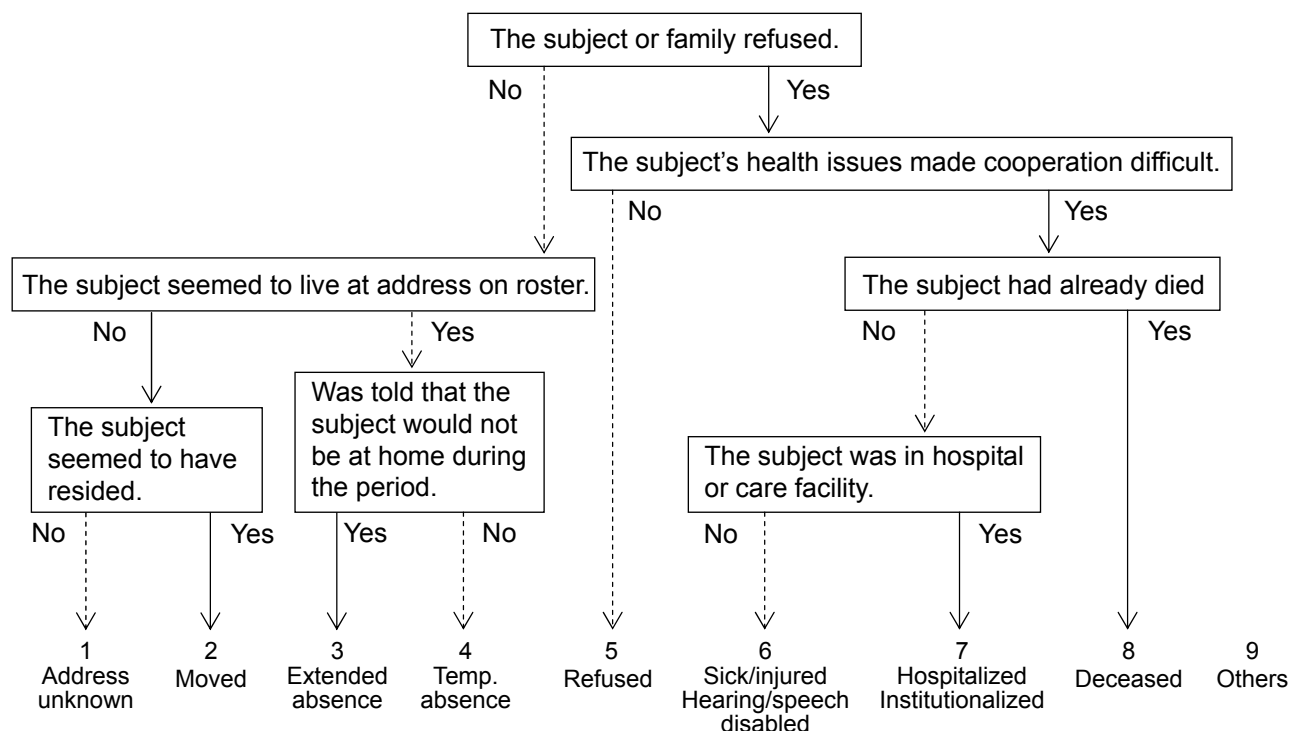 The subject or family refused.
No
Yes
The subject's health issues made cooperation difficult.
No
Yes
The subject seemed to live at address on roster.
The subject had already died
No
Yes
No
Yes
Was told that the
subject would not
be at home during
the period.
The subject
seemed to have
resided.
The subject was in hospital
or care facility.
No
Yes
Yes
No
No
Yes
1
Address
unknown
2
Moved
3
Extended
absence
4
Temp.
absence
5
Refused
6
Sick/injured
Hearing/speech
disabled
7
Hospitalized
Institutionalized
8
Deceased
9
Others